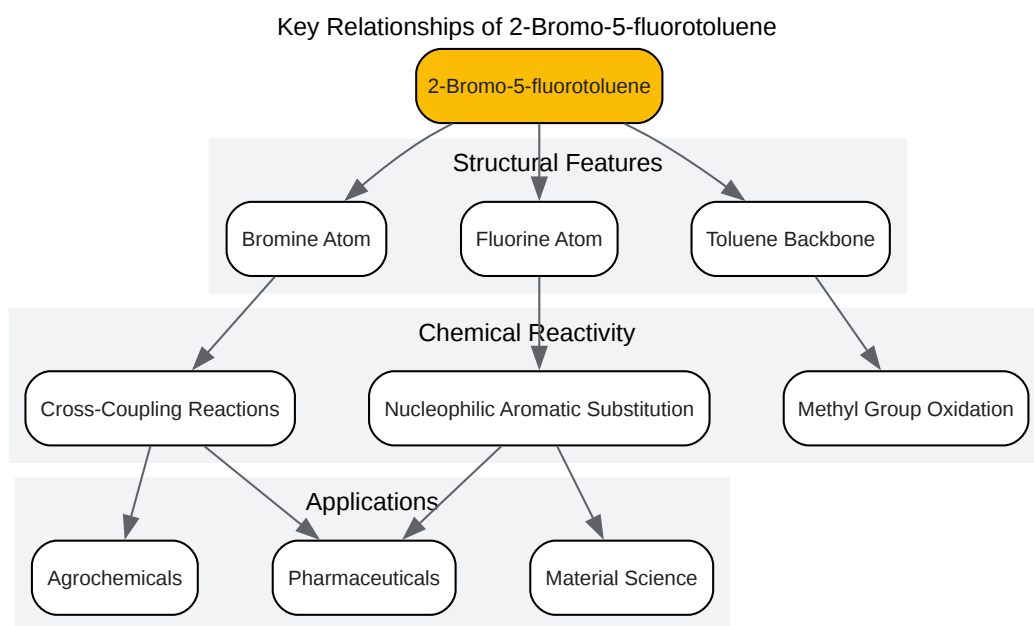 Key Relationships of 2-Bromo-5-fluorotoluene
2-Bromo-5-fluorotoluene
Structural Features
Bromine Atom
Fluorine Atom
Toluene Backbone
Chemical Reactivity
Cross-Coupling Reactions
Nucleophilic Aromatic Substitution
Methyl Group Oxidation
Applications
Agrochemicals
Pharmaceuticals
Material Science